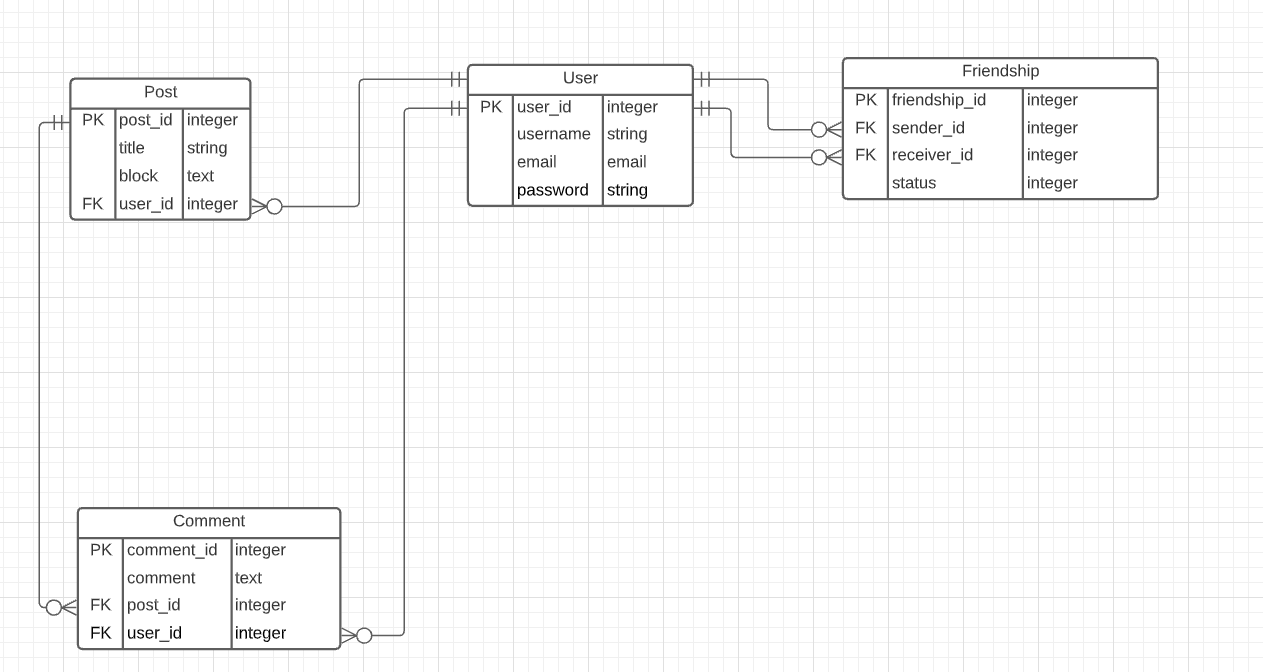 Post
PK post_id integer
title string
block text
FK user_id integer
User
PK user_id integer
username string
email email
password string
Friendship
PK friendship_id integer
FK sender_id integer
FK receiver_id integer
status integer
Comment
PK comment_id integer
comment text
FK post_id integer
FK user_id integer